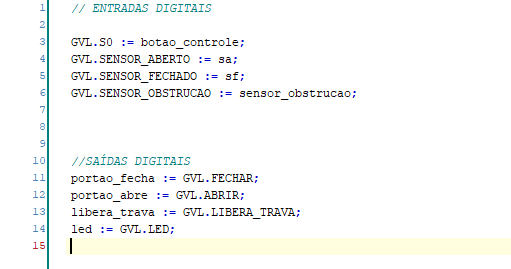 1 // ENTRADAS DIGITAIS
2
3 GVL.S0 := botao_controle;
4 GVL.SENSOR_ABERTO := sa;
5 GVL.SENSOR_FECHADO := sf;
6 GVL.SENSOR_OBSTRUCAO := sensor_obstrucao;
7
8
9
10 //SAÍDAS DIGITAIS
11 portao_fecha := GVL.FECHAR;
12 portao_abre := GVL.ABRIR;
13 libera_trava := GVL.LIBERA_TRAVA;
14 led := GVL.LED;
15